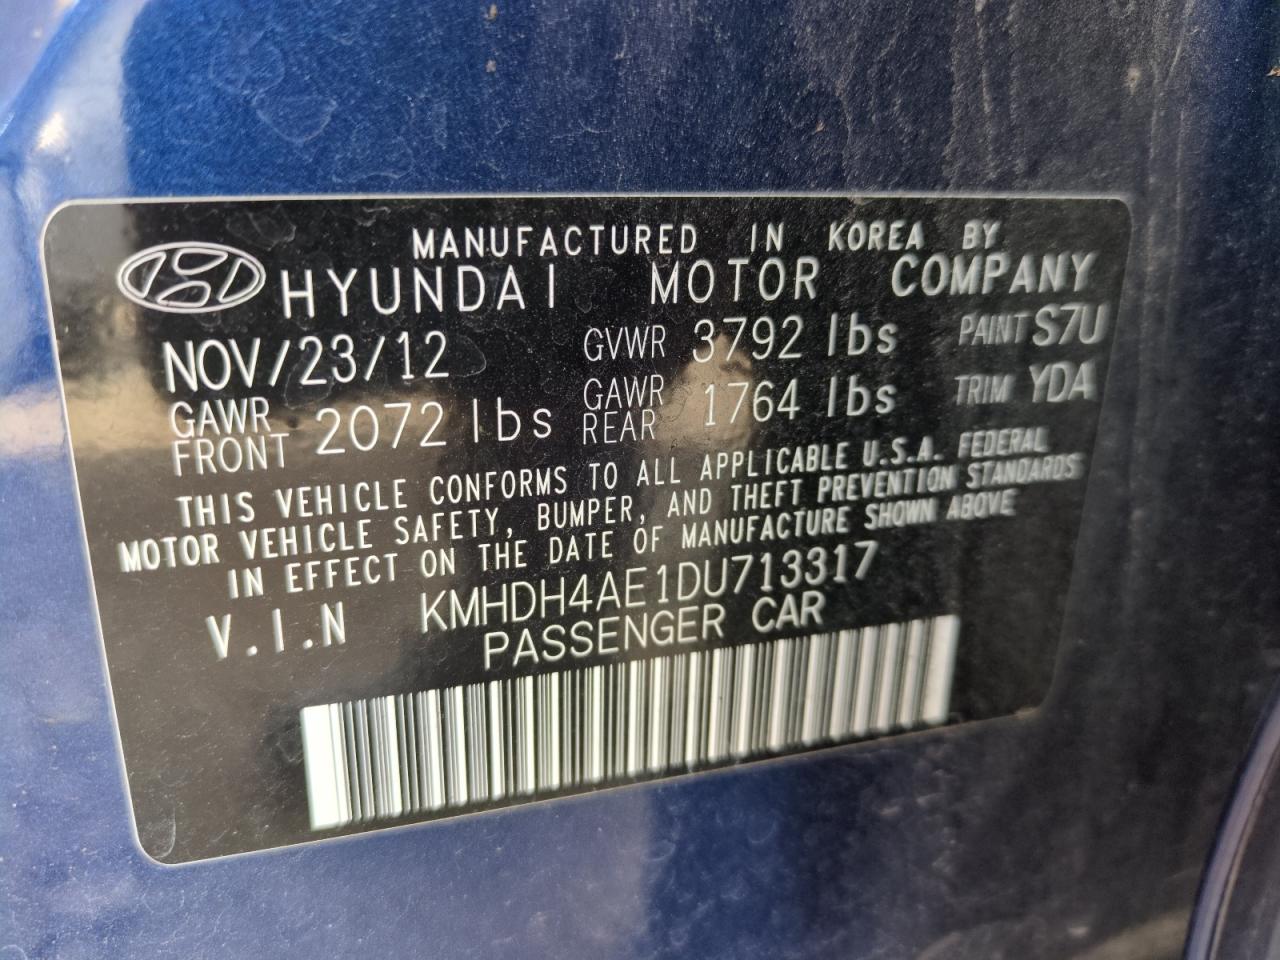 MANUFACTURED IN KOREA BY
HYUNDAI MOTOR COMPANY
NOV/23/12 GVWR 3792 lbs PAINT S7U
GAWR FRONT 2072 lbs GAWR REAR 1764 lbs TRIM YDA
THIS VEHICLE CONFORMS TO ALL APPLICABLE U.S.A. FEDERAL
MOTOR VEHICLE SAFETY, BUMPER, AND THEFT PREVENTION STANDARDS
IN EFFECT ON THE DATE OF MANUFACTURE SHOWN ABOVE
V.I.N KMHDH4AE1DU713317
PASSENGER CAR